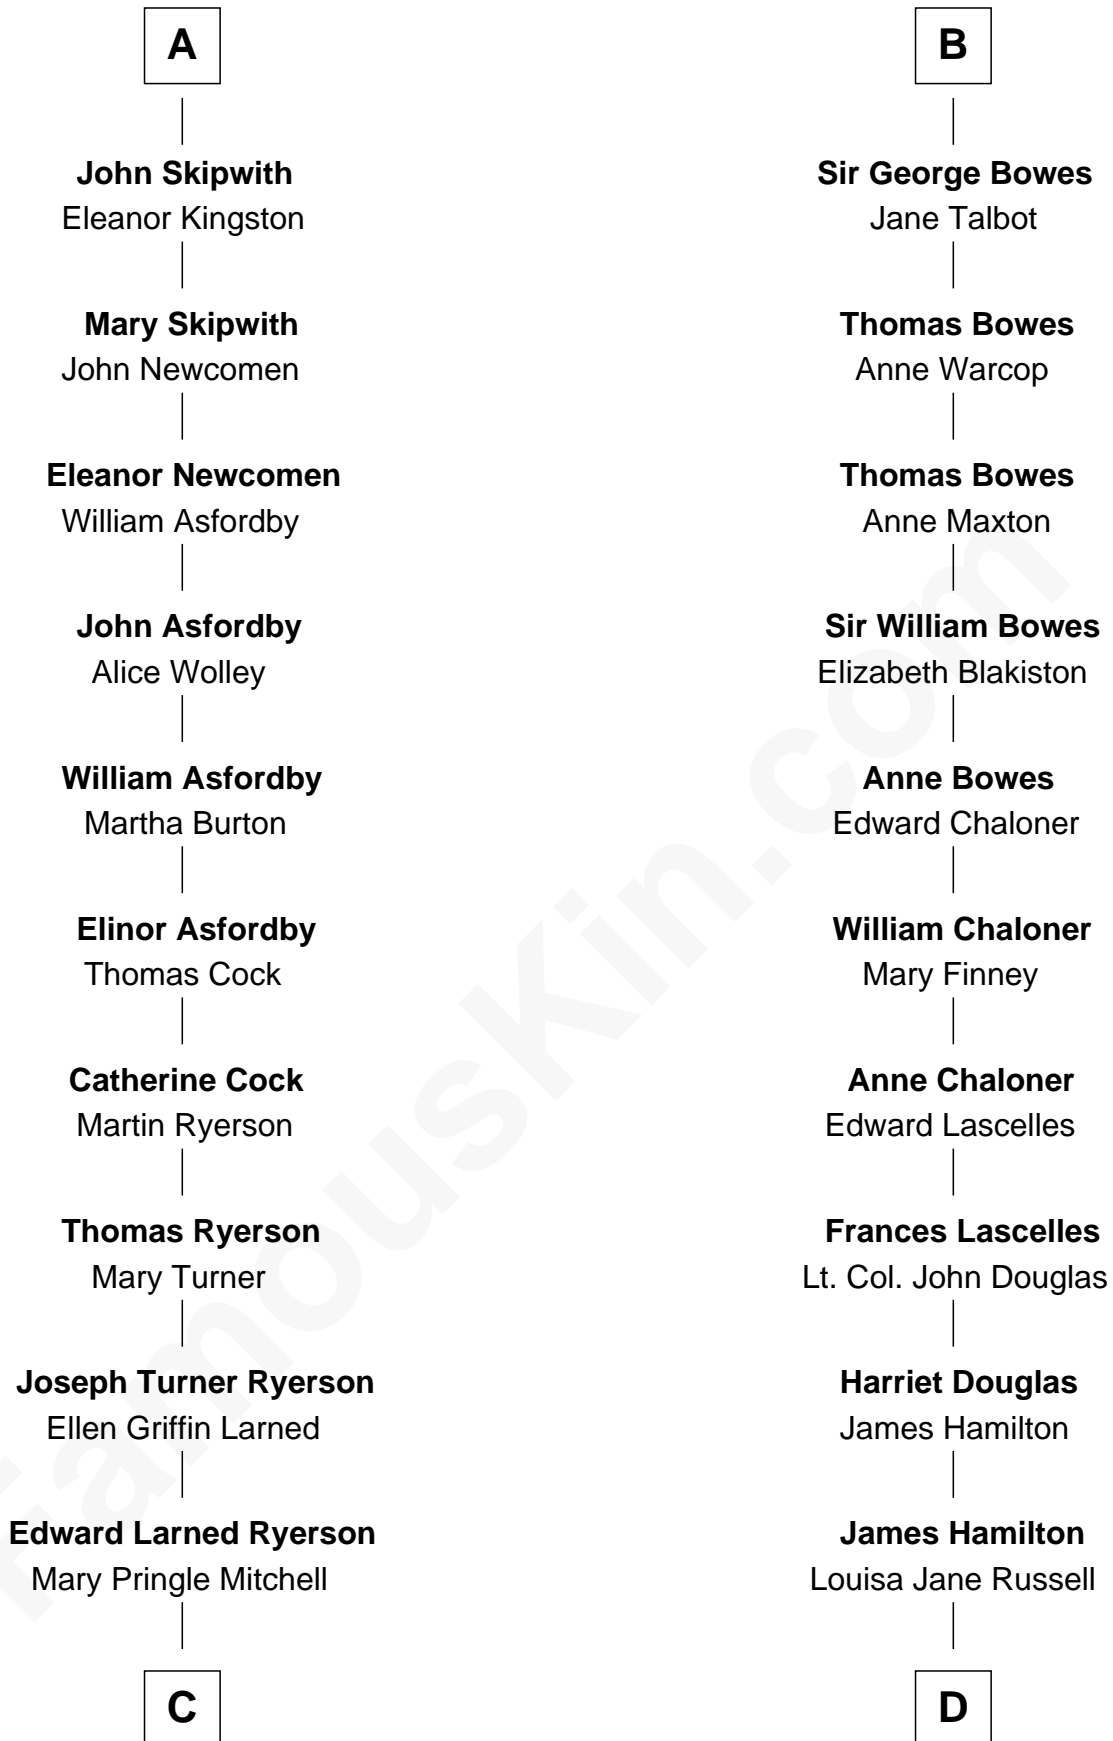 A
John Skipwith
Eleanor Kingston
Mary Skipwith
John Newcomen
Eleanor Newcomen
William Asfordby
John Asfordby
Alice Wolley
William Asfordby
Martha Burton
Elinor Asfordby
Thomas Cock
Catherine Cock
Martin Ryerson
Thomas Ryerson
Mary Turner
Joseph Turner Ryerson
Ellen Griffin Larned
Edward Larned Ryerson
Mary Pringle Mitchell
C
B
Sir George Bowes
Jane Talbot
Thomas Bowes
Anne Warcop
Thomas Bowes
Anne Maxton
Sir William Bowes
Elizabeth Blakiston
Anne Bowes
Edward Chaloner
William Chaloner
Mary Finney
Anne Chaloner
Edward Lascelles
Frances Lascelles
Lt. Col. John Douglas
Harriet Douglas
James Hamilton
James Hamilton
Louisa Jane Russell
D
FamousKin.com